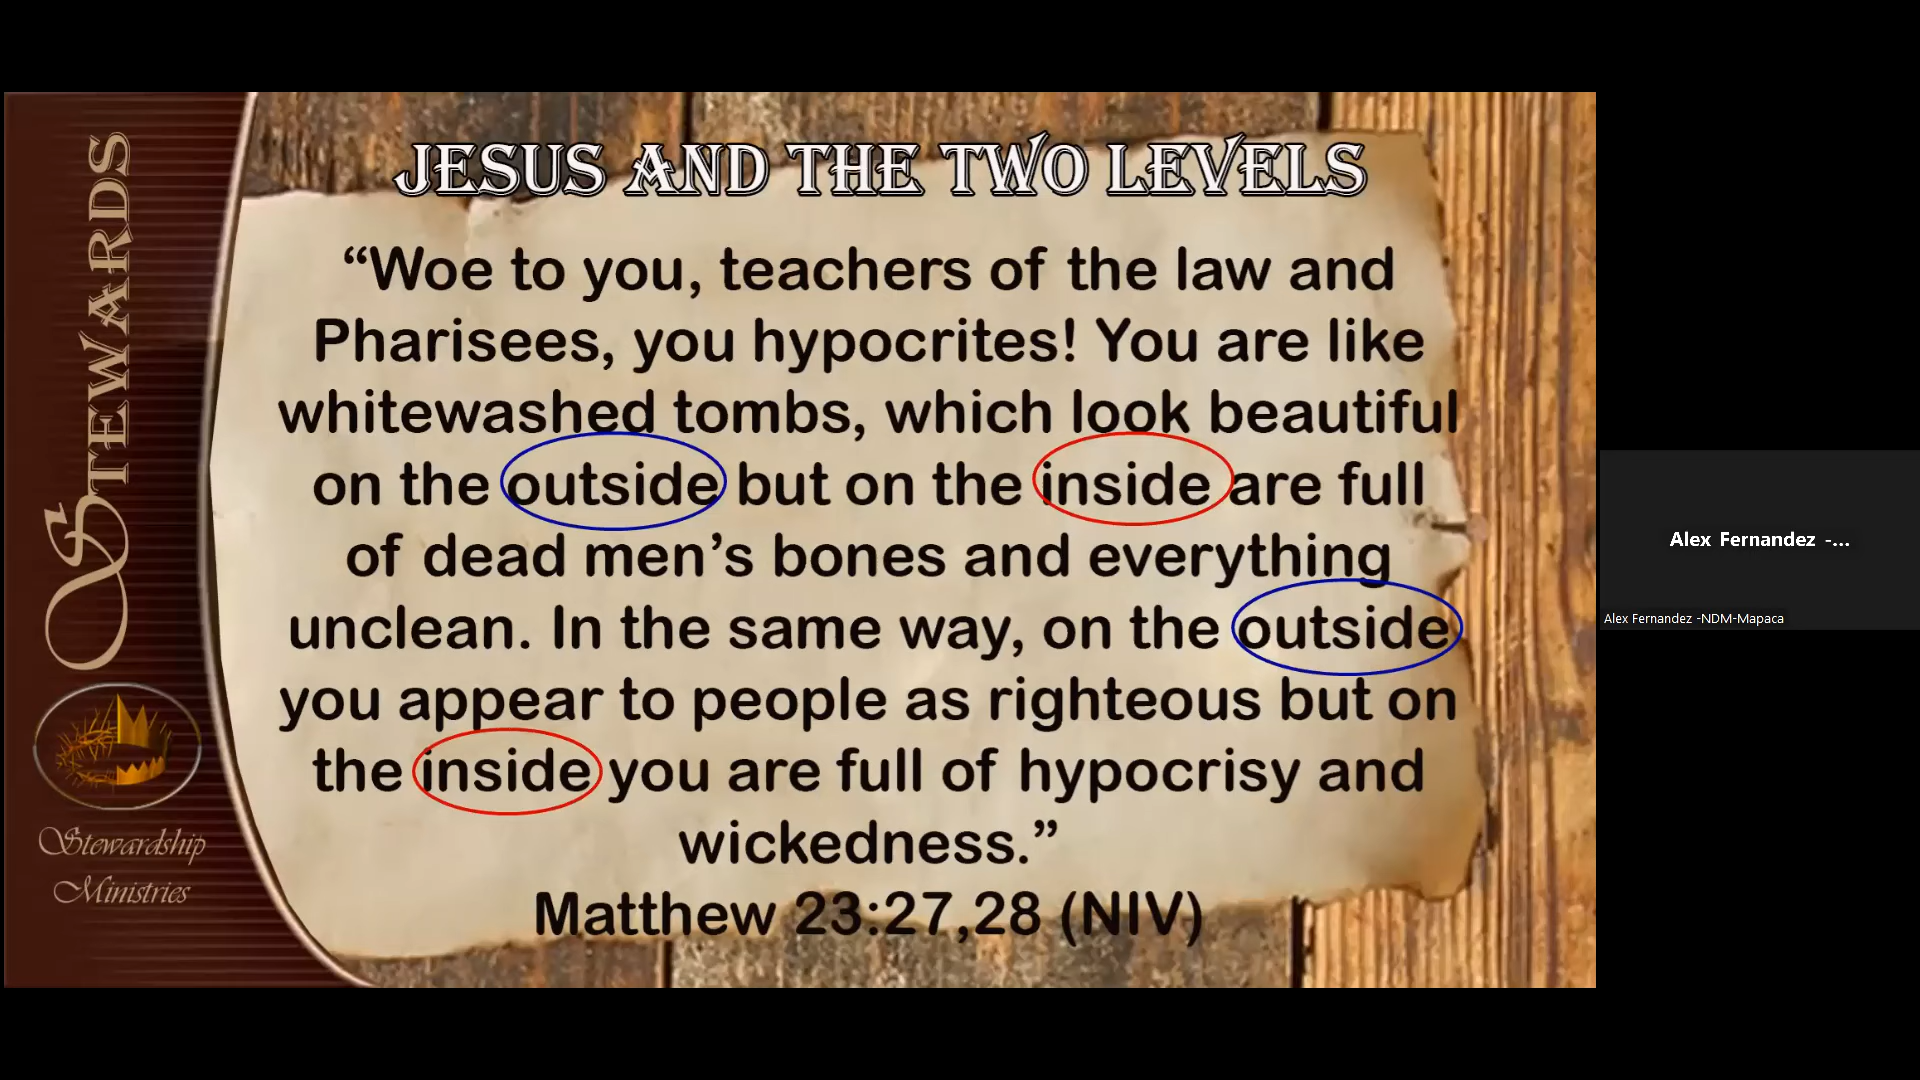 JESUS AND THE TWO LEVELS
“Woe to you, teachers of the law and
Pharisees, you hypocrites! You are like
whitewashed tombs, which look beautiful
on the outside but on the inside are full
of dead men’s bones and everything
unclean. In the same way, on the outside
you appear to people as righteous but on
the inside you are full of hypocrisy and
wickedness.”
Matthew 23:27,28 (NIV)
STEWARDS
Stewardship
Ministries
Alex Fernandez -...
Alex Fernandez -NDM-Mapaca